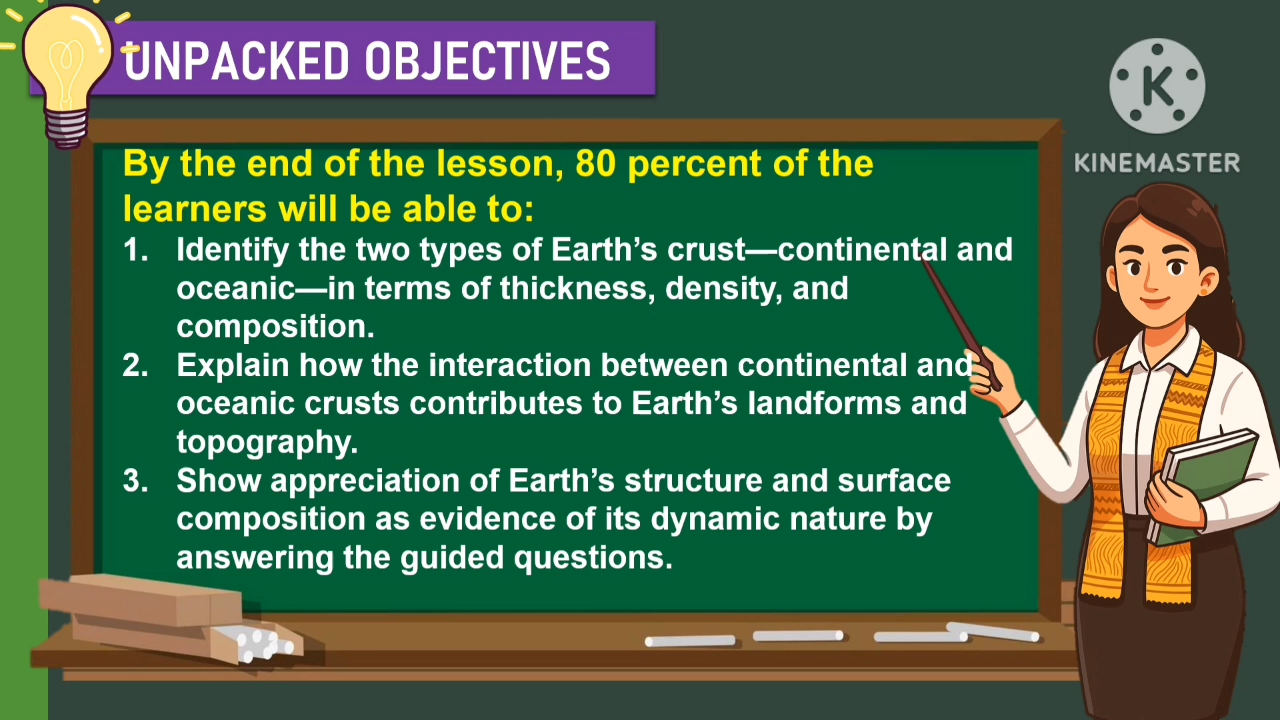 UNPACKED OBJECTIVES
K
KINEMASTER
By the end of the lesson, 80 percent of the
learners will be able to:
1. Identify the two types of Earth’s crust—continental and
oceanic—in terms of thickness, density, and
composition.
2. Explain how the interaction between continental and
oceanic crusts contributes to Earth’s landforms and
topography.
3. Show appreciation of Earth’s structure and surface
composition as evidence of its dynamic nature by
answering the guided questions.